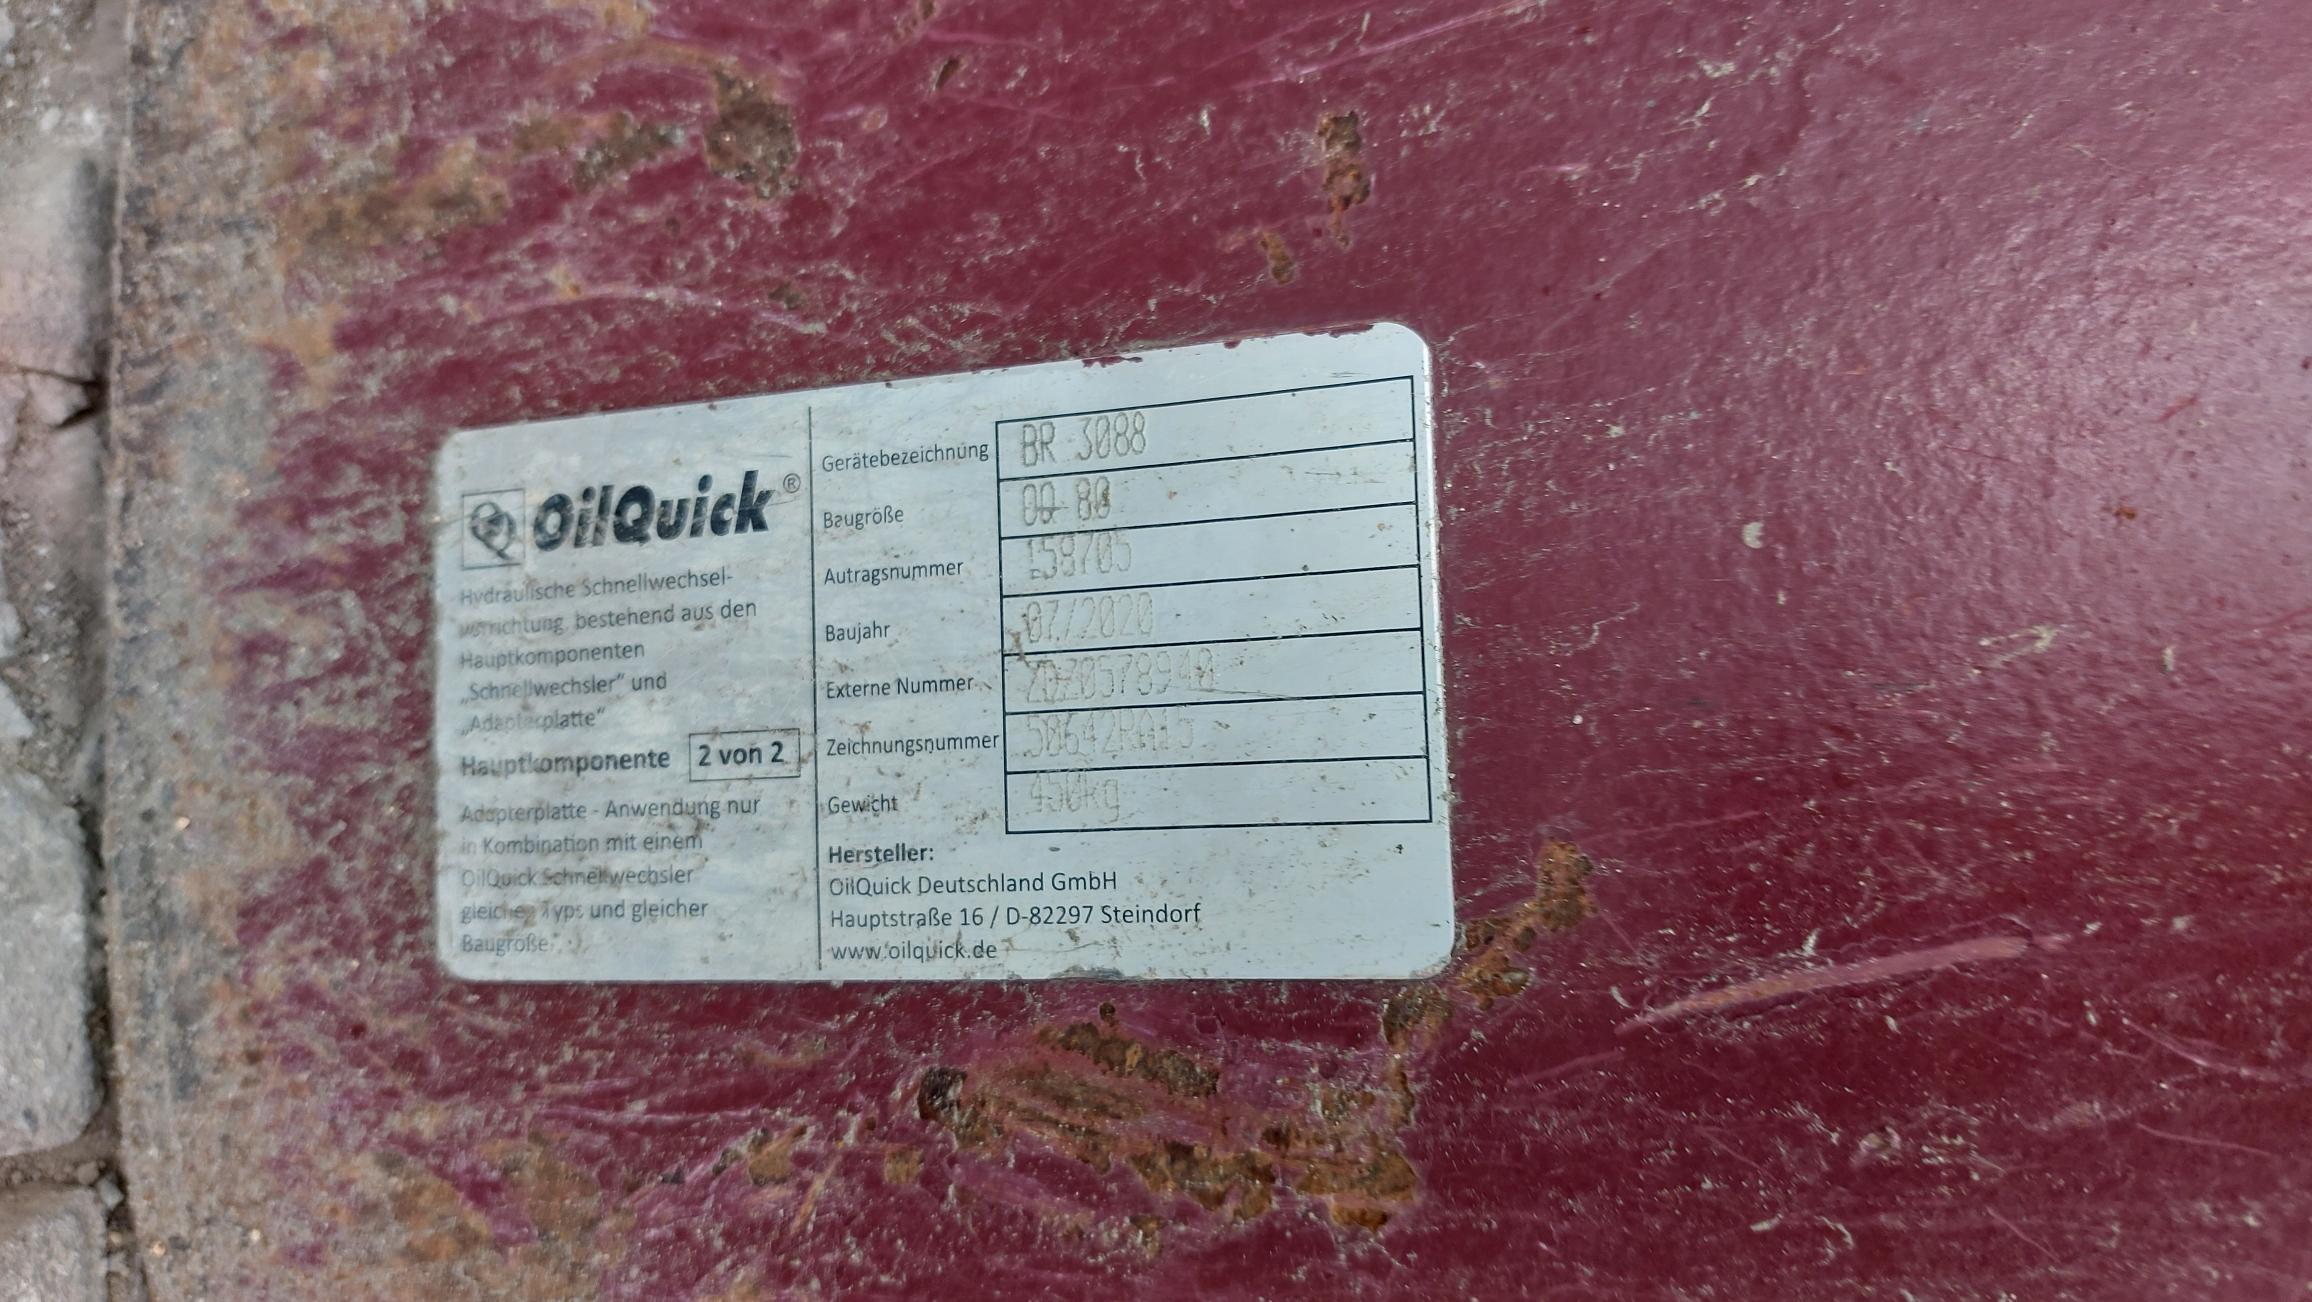 OilQuick®
Hydraulische Schnellwechsel-
vorrichtung, bestehend aus den
Hauptkomponenten
„Schnellwechsler“ und
„Adapterplatte“
Hauptkomponente 2 von 2
Adapterplatte - Anwendung nur
in Kombination mit einem
OilQuick Schnellwechsler
gleichen Typs und gleicher
Baugröße.
Gerätebezeichnung BR 3088
Baugröße OQ 80
Autragsnummer 158705
Baujahr 07/2020
Externe Nummer
Zeichnungsnummer
Gewicht 450kg
Hersteller:
OilQuick Deutschland GmbH
Hauptstraße 16 / D-82297 Steindorf
www.oilquick.de